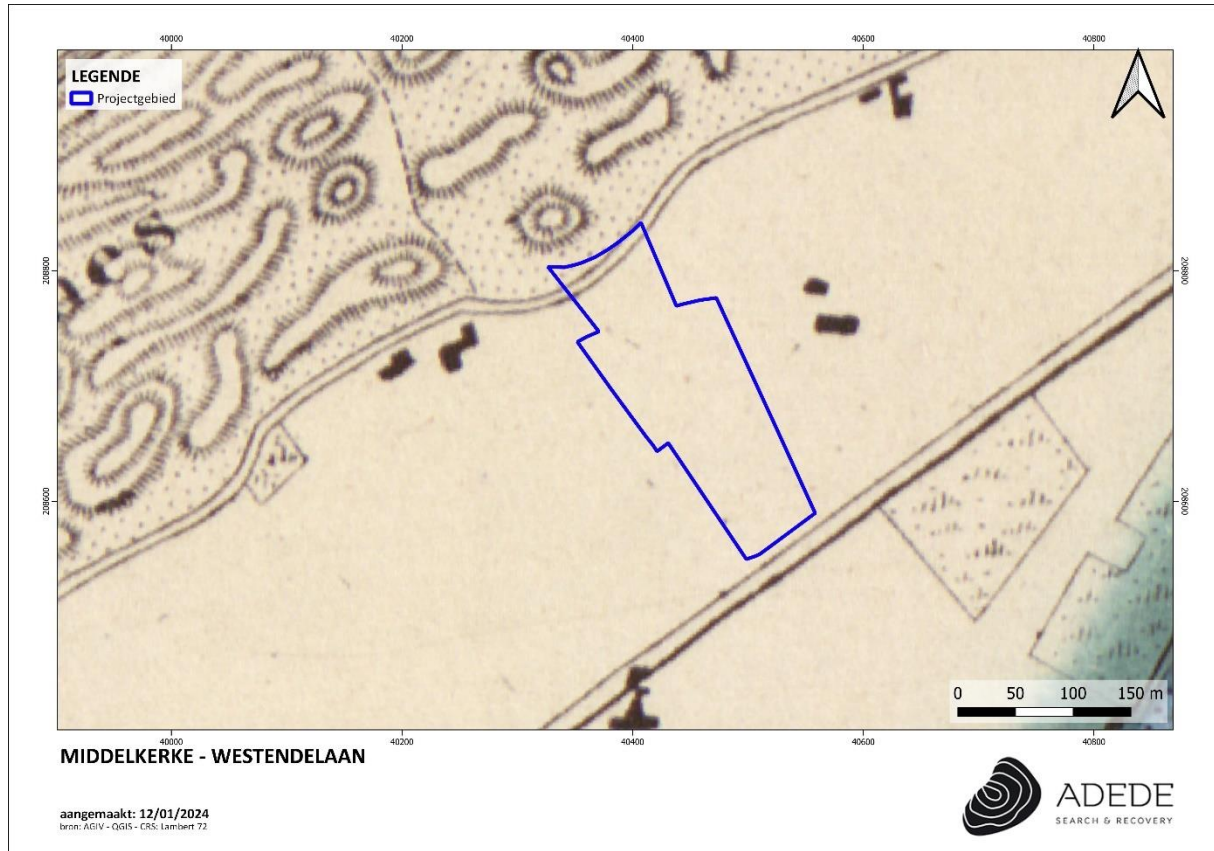 40000 40200 40400 40600 40800
LEGENDE
Projectgebied
208800 208800
208600 208600
0 50 100 150 m
40000 40200 40400 40600 40800
MIDDELKERKE - WESTENDELAAN
aangemaakt: 12/01/2024
bron: AGIV - QGIS - CRS: Lambert 72
ADEDE
SEARCH & RECOVERY